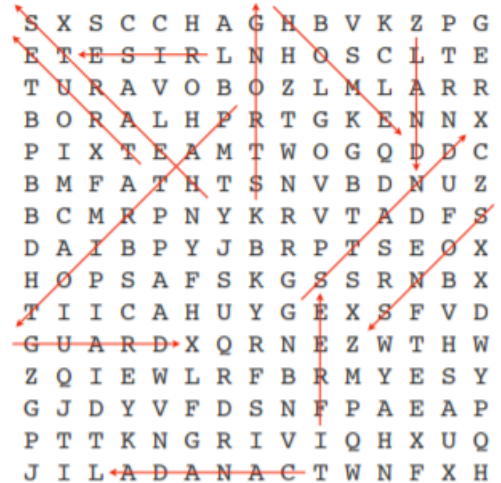 S X S C C H A G H B V K Z P G
E T E S I R L N H O S C L T E
T U R A V O B O Z L M L A R R
B O R A L H P R T G K E N N X
P I X T E A M T W O G Q D D C
B M F A T H T S N V B D N U Z
B C M R P N Y K R V T A D F S
D A I B P Y J B R P T S E O X
H O P S A F S K G S S R N B X
T I I C A H U Y G E X S F V D
G U A R D X Q R N E Z W T H W
Z Q I E W L R F B R M Y E S Y
G J D Y V F D S N F P A E A P
P T T K N G R I V I Q H X U Q
J I L A D A N A C T W N F X H